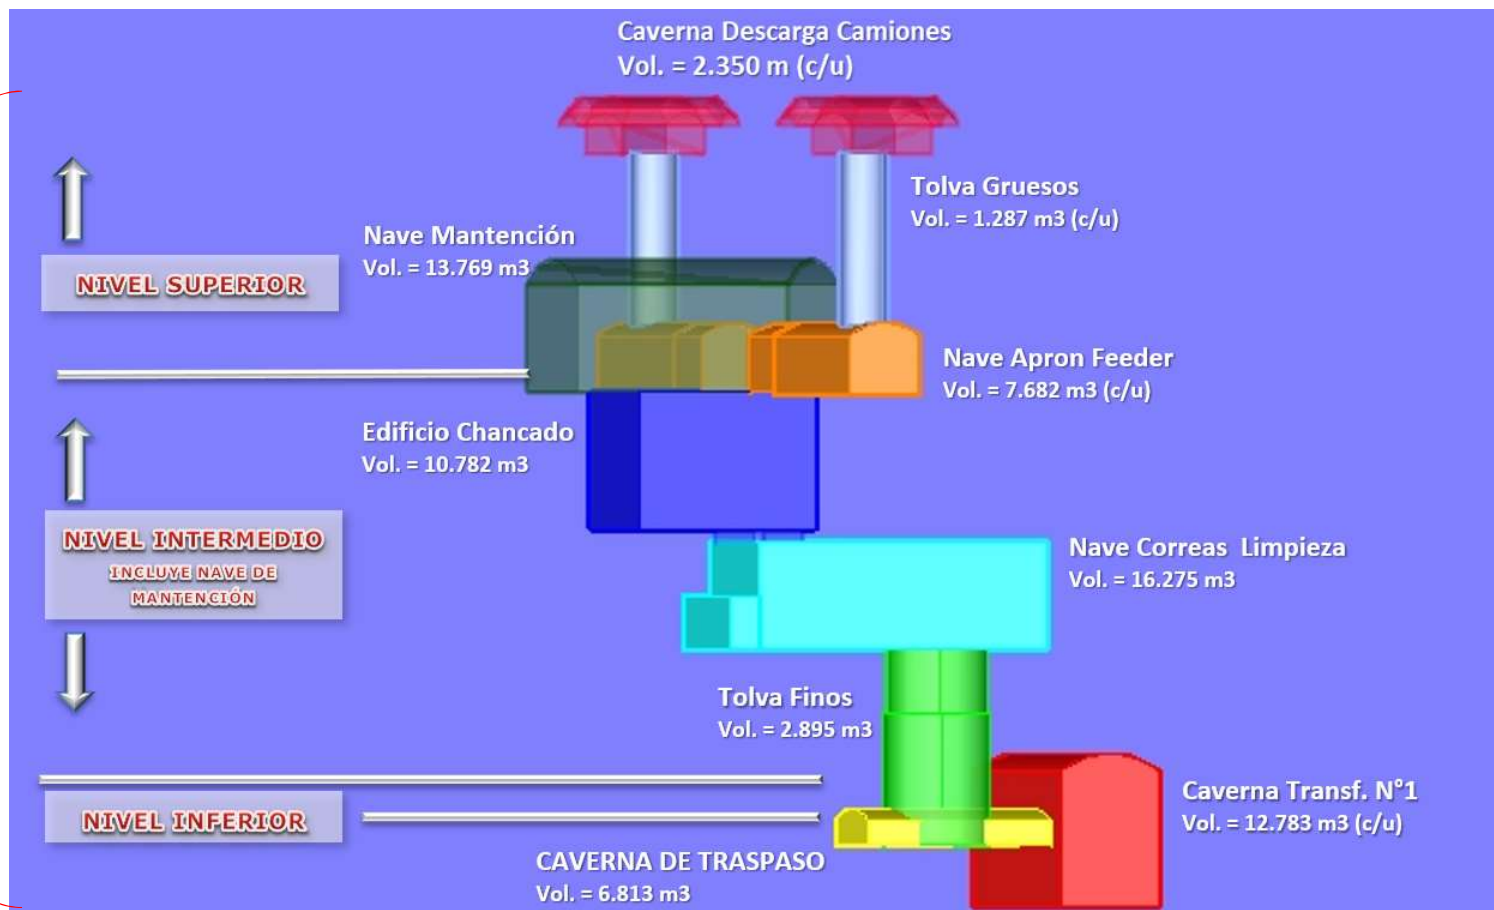 Caverna Descarga Camiones
Vol. = 2.350 m (c/u)
Tolva Gruesos
Vol. = 1.287 m3 (c/u)
Nave Mantención
Vol. = 13.769 m3
NIVEL SUPERIOR
Nave Apron Feeder
Vol. = 7.682 m3 (c/u)
Edificio Chancado
Vol. = 10.782 m3
NIVEL INTERMEDIO
INCLUYE NAVE DE
MANTENCIÓN
Nave Correas Limpieza
Vol. = 16.275 m3
Tolva Finos
Vol. = 2.895 m3
Caverna Transf. N°1
Vol. = 12.783 m3 (c/u)
NIVEL INFERIOR
CAVERNA DE TRASPASO
Vol. = 6.813 m3